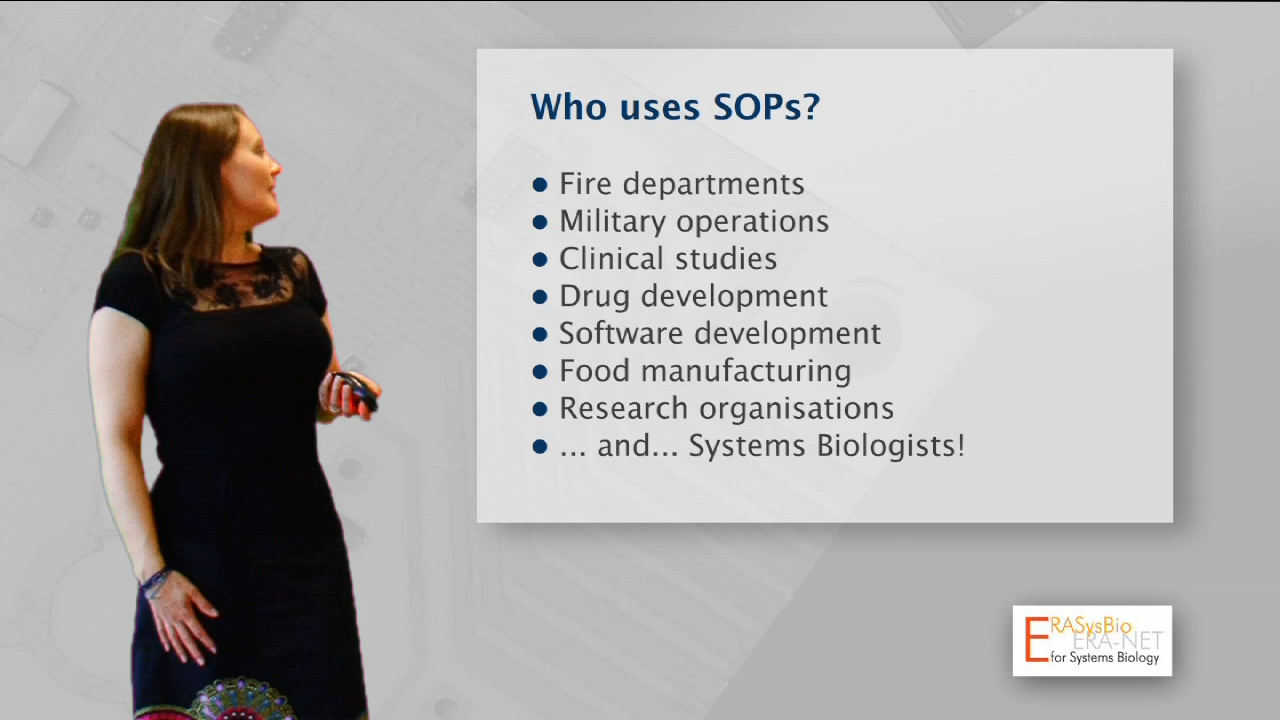 Who uses SOPs?
● Fire departments
● Military operations
● Clinical studies
● Drug development
● Software development
● Food manufacturing
● Research organisations
● ... and... Systems Biologists!
ERASysBio
ERA-NET
for Systems Biology